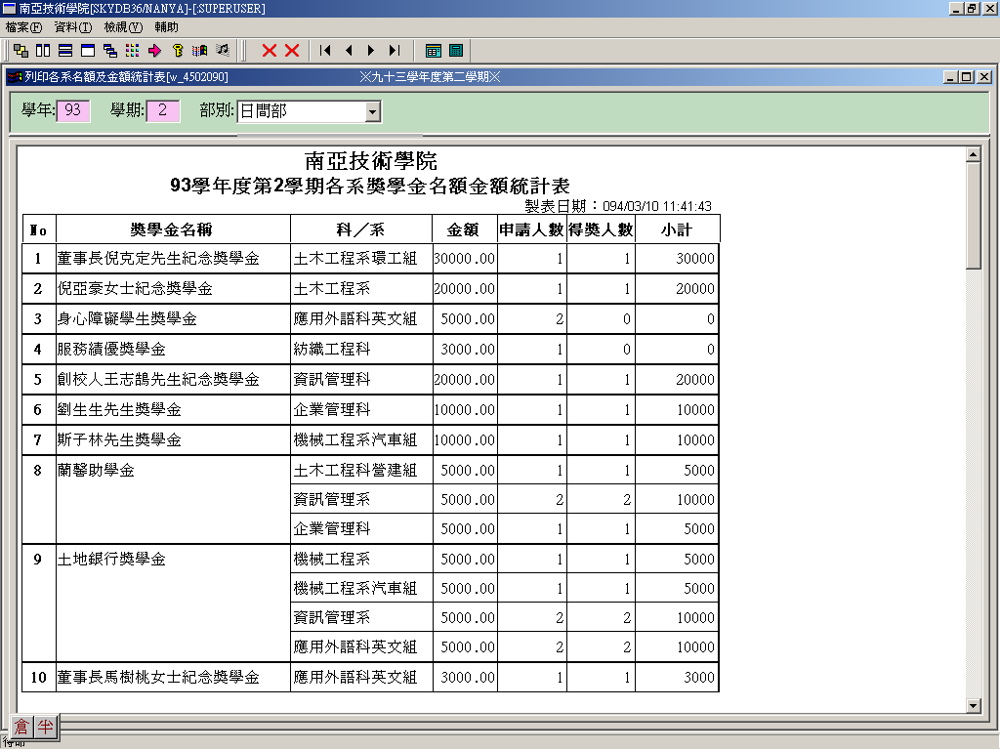 南亞技術學院[SKYDB36/NANYA]-[:SUPERUSER]
檔案(F) 資料(I) 檢視(V) 輔助
列印各系名額及金額統計表[w_4502090] ※九十三學年度第二學期※
學年: 93 學期: 2 部別: 日間部
南亞技術學院
93學年度第2學期各系獎學金名額金額統計表
製表日期：094/03/10 11:41:43
No 獎學金名稱 科／系 金額 申請人數 得獎人數 小計
1 董事長倪克定先生紀念獎學金 土木工程系環工組 30000.00 1 1 30000
2 倪亞豪女士紀念獎學金 土木工程系 20000.00 1 1 20000
3 身心障礙學生獎學金 應用外語科英文組 5000.00 2 0 0
4 服務績優獎學金 紡織工程科 3000.00 1 0 0
5 創校人王志鵠先生紀念獎學金 資訊管理科 20000.00 1 1 20000
6 劉生生先生獎學金 企業管理科 10000.00 1 1 10000
7 斯子林先生獎學金 機械工程系汽車組 10000.00 1 1 10000
8 蘭馨助學金 土木工程科營建組 5000.00 1 1 5000
資訊管理系 5000.00 2 2 10000
企業管理科 5000.00 1 1 5000
9 土地銀行獎學金 機械工程系 5000.00 1 1 5000
機械工程系汽車組 5000.00 1 1 5000
資訊管理系 5000.00 2 2 10000
應用外語科英文組 5000.00 2 2 10000
10 董事長馬樹桃女士紀念獎學金 應用外語科英文組 3000.00 1 1 3000
倉 半
待命